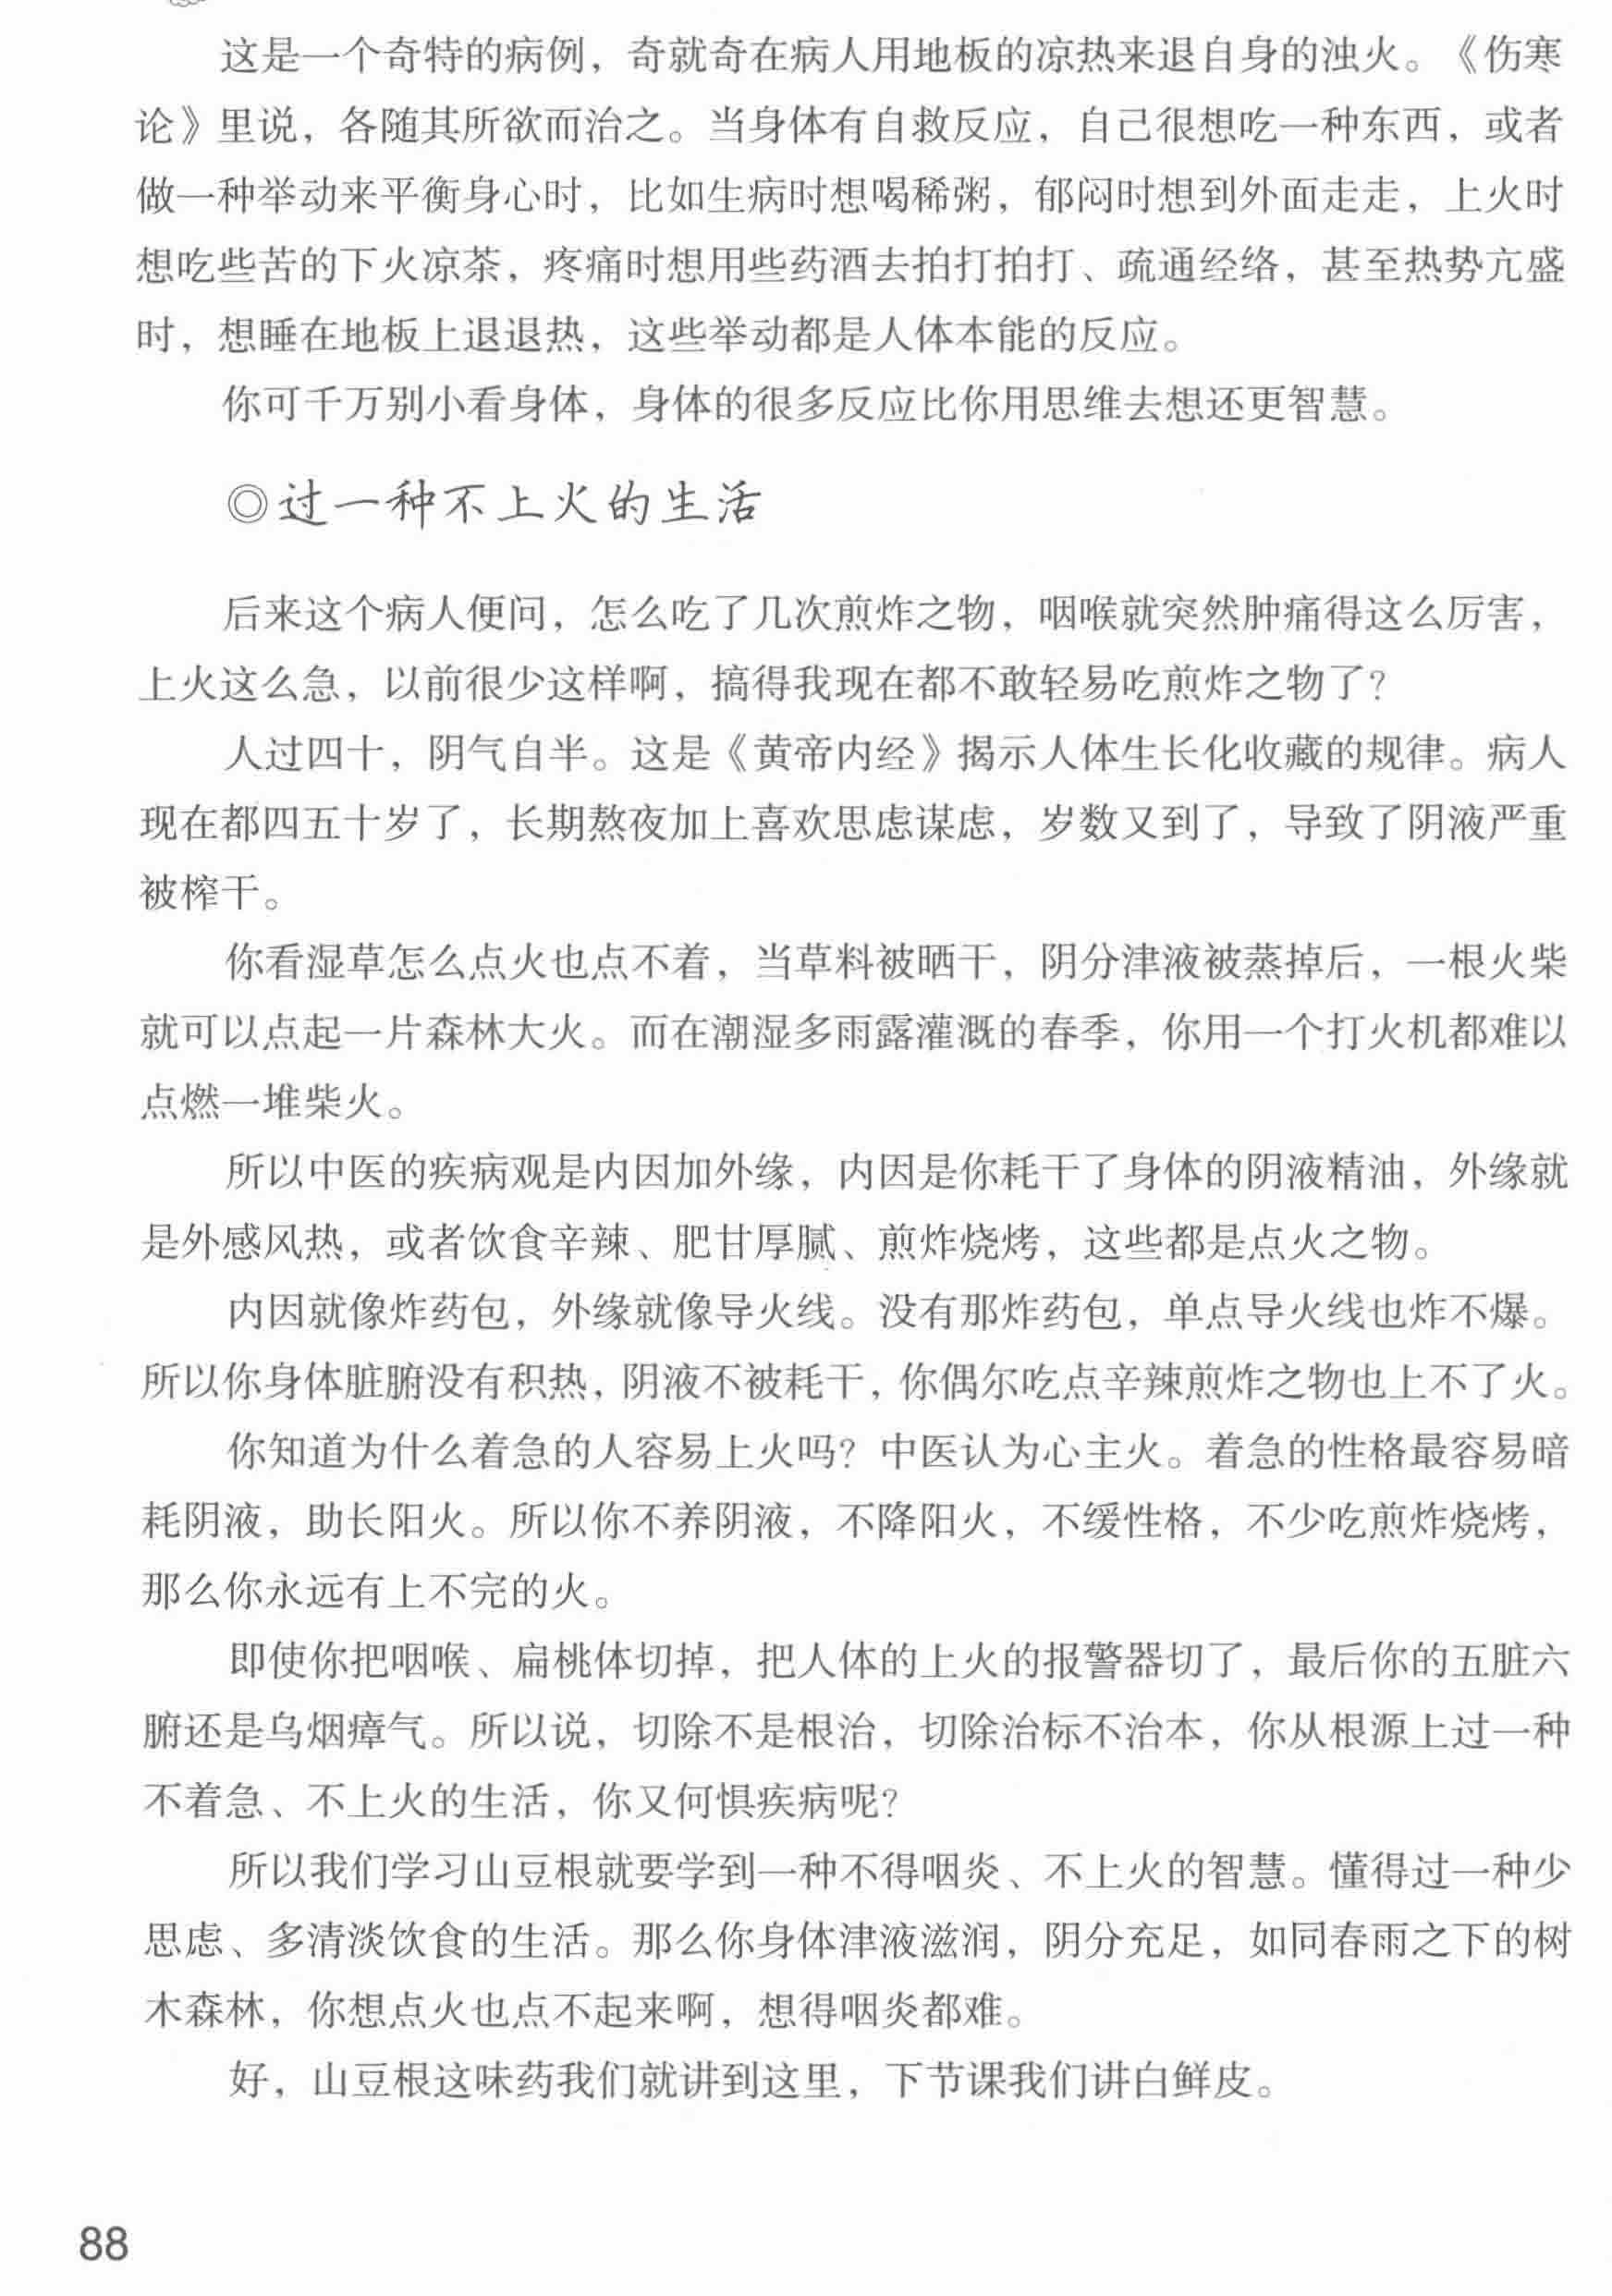 这是一个奇特的病例，奇就奇在病人用地板的凉热来退自身的浊火。《伤寒
论》里说，各随其所欲而治之。当身体有自救反应，自己很想吃一种东西，或者
做一种举动来平衡身心时，比如生病时想喝稀粥，郁闷时想到外面走走，上火时
想吃些苦的下火凉茶，疼痛时想用些药酒去拍打拍打、疏通经络，甚至热势亢盛
时，想睡在地板上退退热，这些举动都是人体本能的反应。
你可千万别小看身体，身体的很多反应比你用思维去想还更智慧。
◎过一种不上火的生活
后来这个病人便问，怎么吃了几次煎炸之物，咽喉就突然肿痛得这么厉害，
上火这么急，以前很少这样啊，搞得我现在都不敢轻易吃煎炸之物了？
人过四十，阴气自半。这是《黄帝内经》揭示人体生长化收藏的规律。病人
现在都四五十岁了，长期熬夜加上喜欢思虑谋虑，岁数又到了，导致了阴液严重
被榨干。
你看湿草怎么点火也点不着，当草料被晒干，阴分津液被蒸掉后，一根火柴
就可以点起一片森林大火。而在潮湿多雨露灌溉的春季，你用一个打火机都难以
点燃一堆柴火。
所以中医的疾病观是内因加外缘，内因是你耗干了身体的阴液精油，外缘就
是外感风热，或者饮食辛辣、肥甘厚腻、煎炸烧烤，这些都是点火之物。
内因就像炸药包，外缘就像导火线。没有那炸药包，单点导火线也炸不爆。
所以你身体脏腑没有积热，阴液不被耗干，你偶尔吃点辛辣煎炸之物也上不了火。
你知道为什么着急的人容易上火吗？中医认为心主火。着急的性格最容易暗
耗阴液，助长阳火。所以你不养阴液，不降阳火，不缓性格，不少吃煎炸烧烤，
那么你永远有上不完的火。
即使你把咽喉、扁桃体切掉，把人体的上火的报警器切了，最后你的五脏六
腑还是乌烟瘴气。所以说，切除不是根治，切除治标不治本，你从根源上过一种
不着急、不上火的生活，你又何惧疾病呢？
所以我们学习山豆根就要学到一种不得咽炎、不上火的智慧。懂得过一种少
思虑、多清淡饮食的生活。那么你身体津液滋润，阴分充足，如同春雨之下的树
木森林，你想点火也点不起来啊，想得咽炎都难。
好，山豆根这味药我们就讲到这里，下节课我们讲白鲜皮。
88